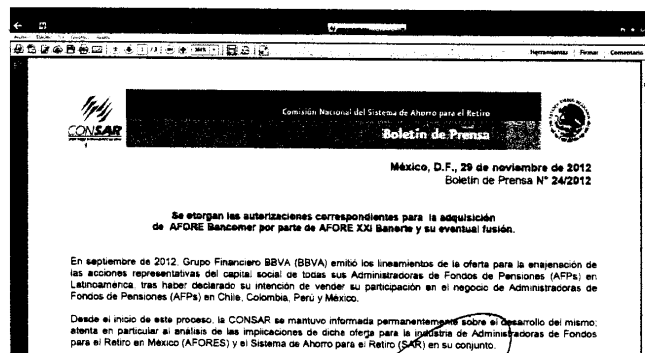 Herramientas Firmar Comentario
Comisión Nacional del Sistema de Ahorro para el Retiro
CONSAR
Boletín de Prensa
México, D.F., 29 de noviembre de 2012
Boletín de Prensa N° 24/2012
Se otorgan las autorizaciones correspondientes para la adquisición
de AFORE Bancomer por parte de AFORE XXI Banorte y su eventual fusión.
En septiembre de 2012, Grupo Financiero BBVA (BBVA) emitió los lineamientos de la oferta para la enajenación de
las acciones representativas del capital social de todas sus Administradoras de Fondos de Pensiones (AFPs) en
Latinoamérica, tras haber declarado su intención de vender su participación en el negocio de Administradoras de
Fondos de Pensiones (AFPs) en Chile, Colombia, Perú y México.
Desde el inicio de este proceso, la CONSAR se mantuvo informada permanentemente sobre el desarrollo del mismo;
atenta en particular al análisis de las implicaciones de dicha oferta para la industria de Administradoras de Fondos
para el Retiro en México (AFORES) y el Sistema de Ahorro para el Retiro (SAR) en su conjunto.